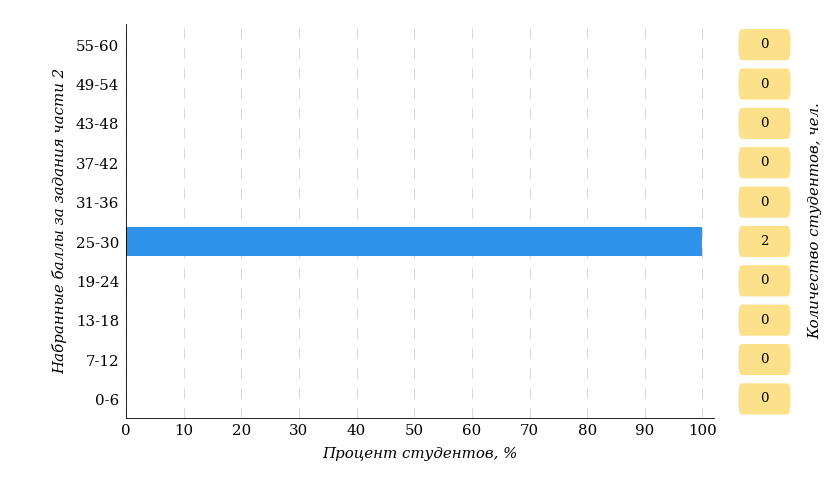 Набранные баллы за задания части 2
55-60 0
49-54 0
43-48 0
37-42 0
31-36 0
25-30 2
19-24 0
13-18 0
7-12 0
0-6 0
0 10 20 30 40 50 60 70 80 90 100
Процент студентов, %
Количество студентов, чел.